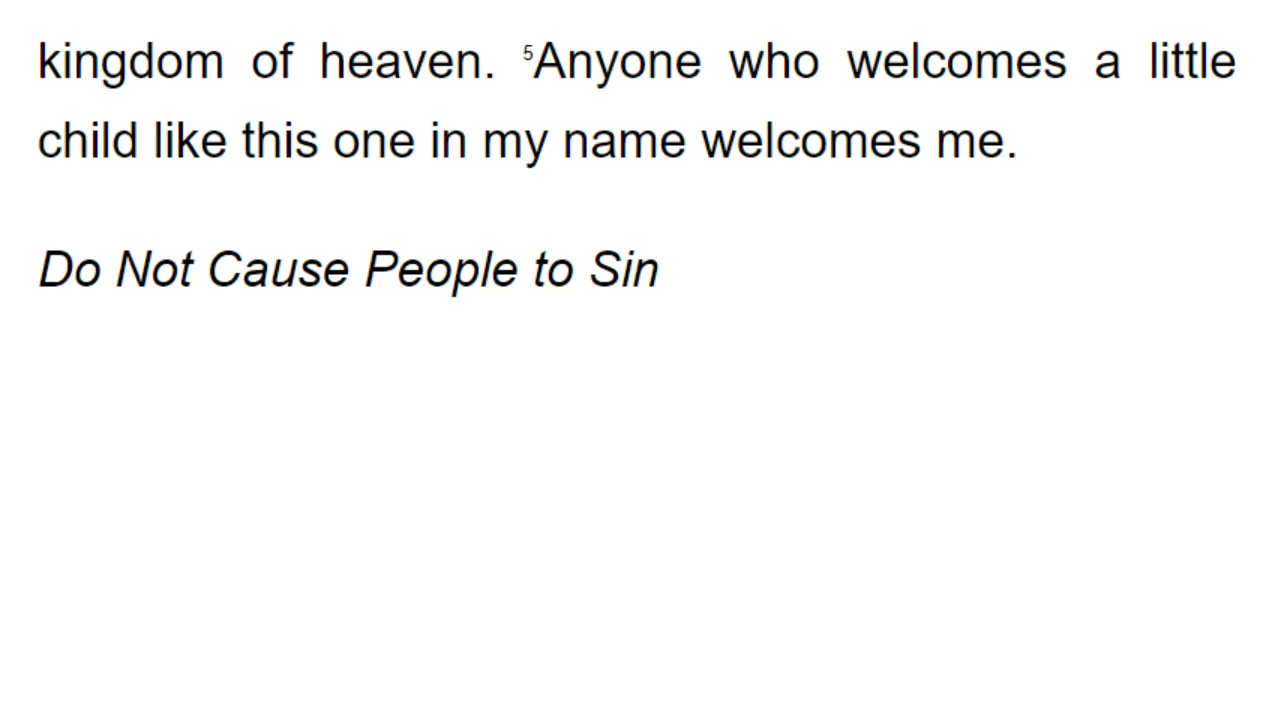 kingdom of heaven. ⁵Anyone who welcomes a little
child like this one in my name welcomes me.
Do Not Cause People to Sin